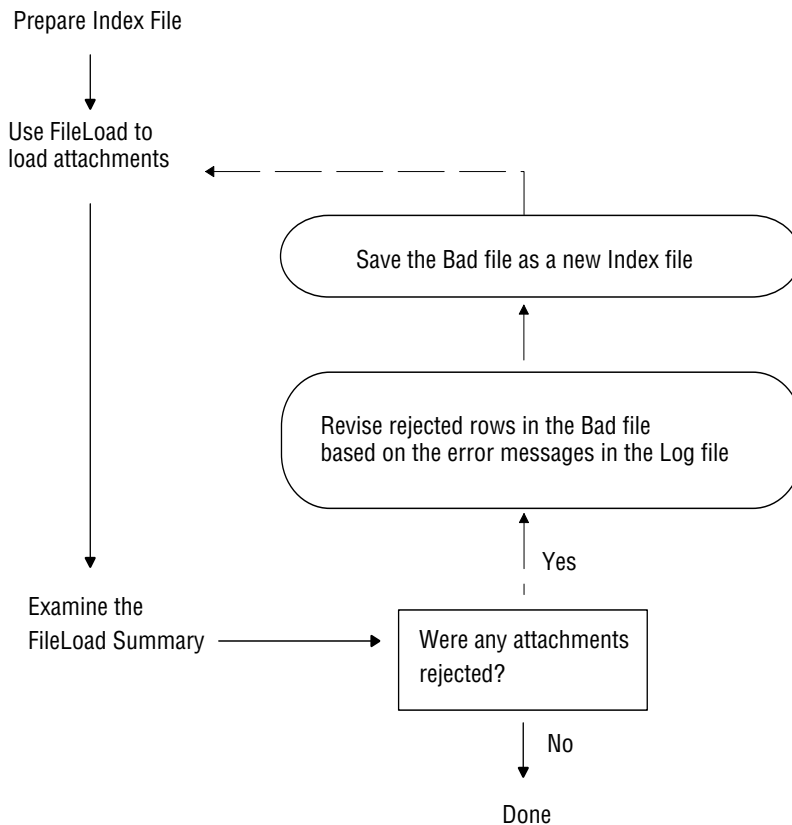 Prepare Index File
Use FileLoad to
load attachments
Save the Bad file as a new Index file
Revise rejected rows in the Bad file
based on the error messages in the Log file
Yes
Examine the
FileLoad Summary
Were any attachments
rejected?
No
Done